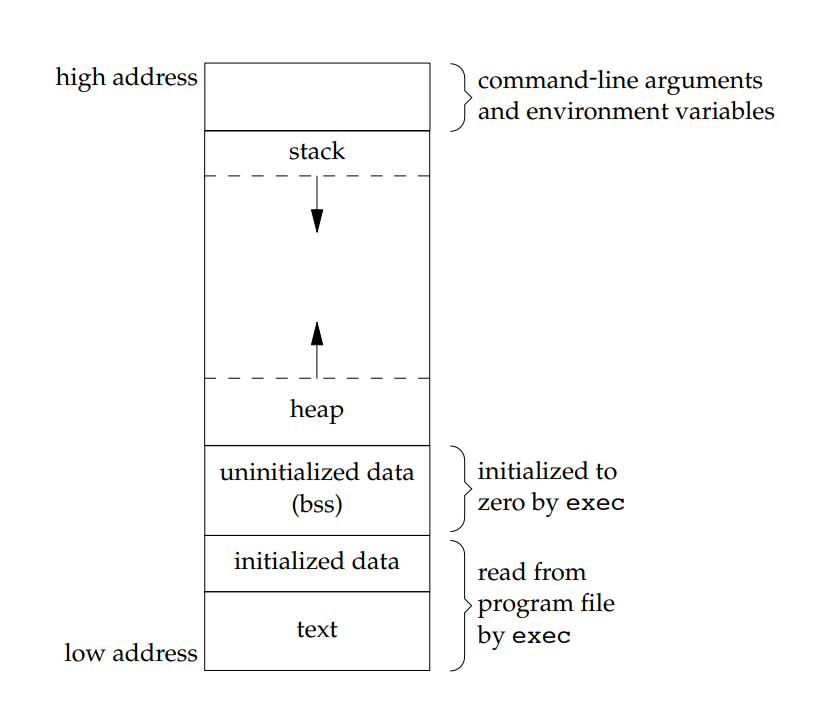 high address
command-line arguments
and environment variables
stack
heap
uninitialized data
(bss)
initialized to
zero by exec
initialized data
read from
program file
by exec
text
low address